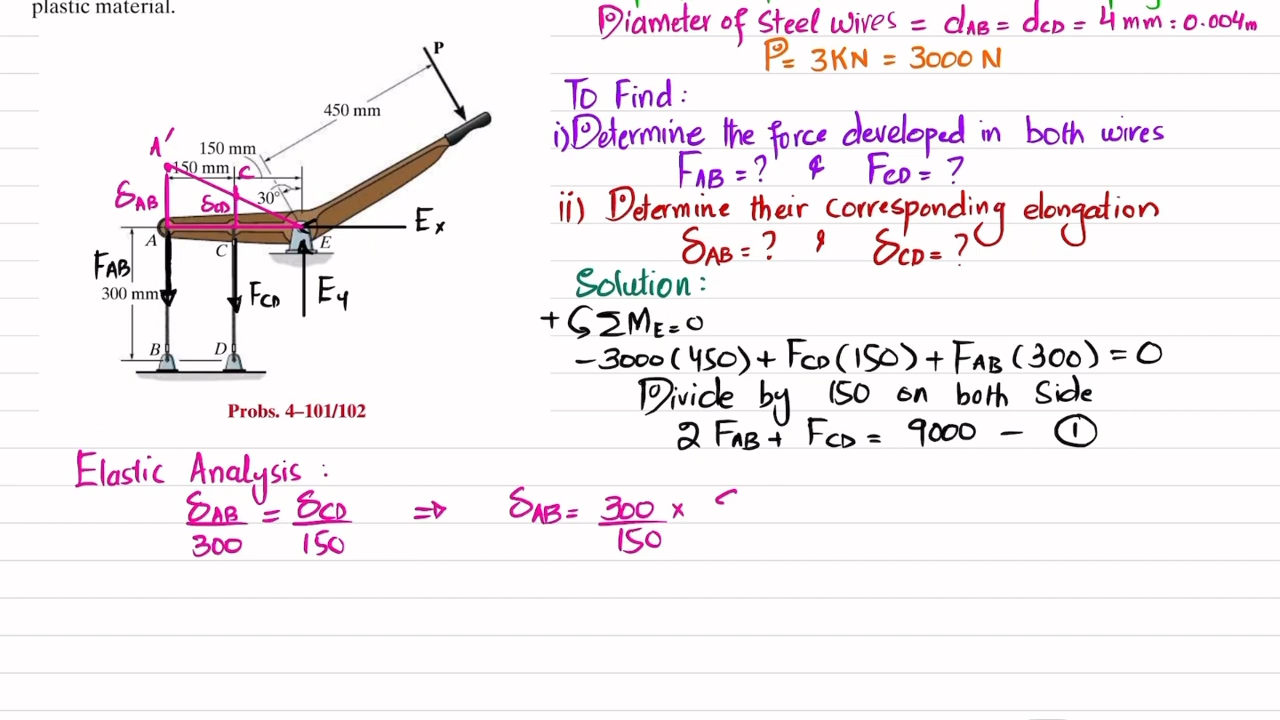 plastic material.
Diameter of Steel wires = dAB = dCD = 4mm = 0.004m
P = 3KN = 3000 N
To Find :
i) Determine the force developed in both wires
FAB = ? & FCD = ?
ii) Determine their corresponding elongation
δAB = ? & δCD = ?
Solution :
+ ↺ ΣME = 0
-3000(450) + FCD(150) + FAB(300) = 0
Divide by 150 on both Side
2 FAB + FCD = 9000 - ①
P
450 mm
A'
150 mm
150 mm
C'
δAB
δCD
30°
Ex
A
C
E
FAB
300 mm
FCD
Ey
B
D
Probs. 4–101/102
Elastic Analysis :
δAB/300 = δCD/150 ⇒ δAB = 300/150 ×